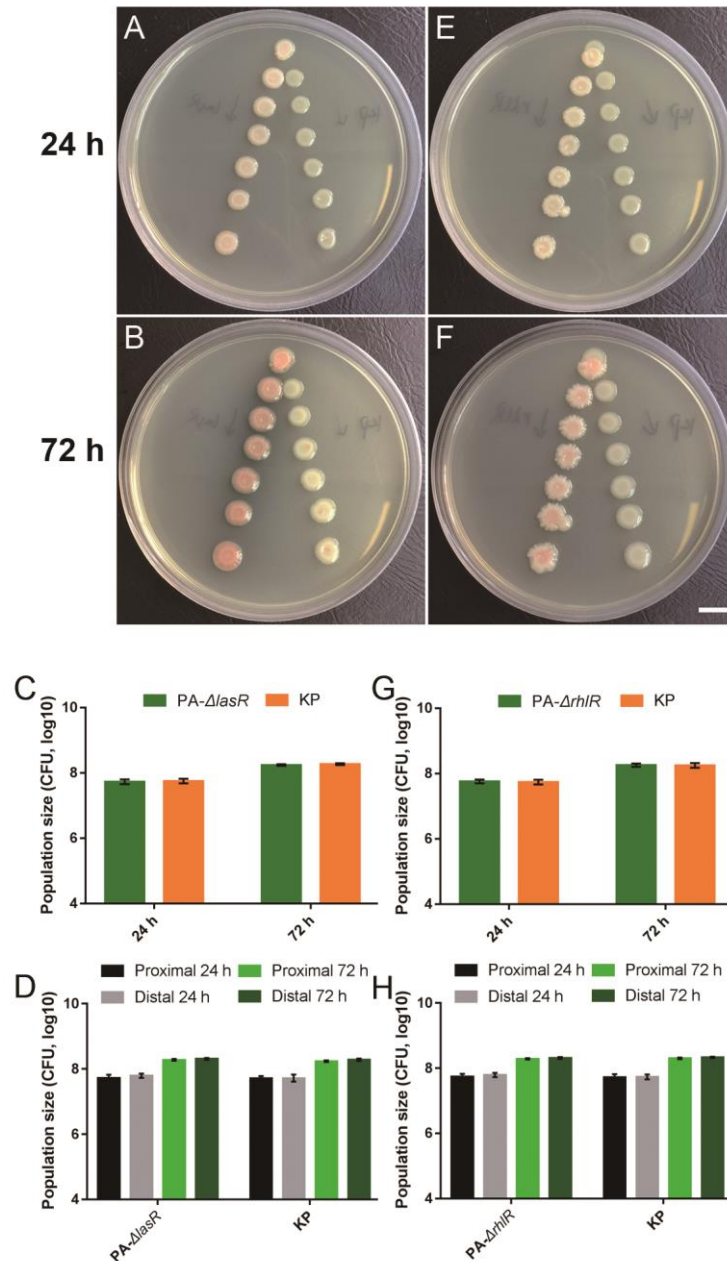 A
E
24 h
B
F
72 h
C
PA-ΔlasR
KP
Population size (CFU, log10)
10
8
6
4
24 h
72 h
G
PA-ΔrhlR
KP
Population size (CFU, log10)
10
8
6
4
24 h
72 h
D
Proximal 24 h
Proximal 72 h
Distal 24 h
Distal 72 h
Population size (CFU, log10)
10
8
6
4
PA-ΔlasR
KP
H
Proximal 24 h
Proximal 72 h
Distal 24 h
Distal 72 h
Population size (CFU, log10)
10
8
6
4
PA-ΔrhlR
KP